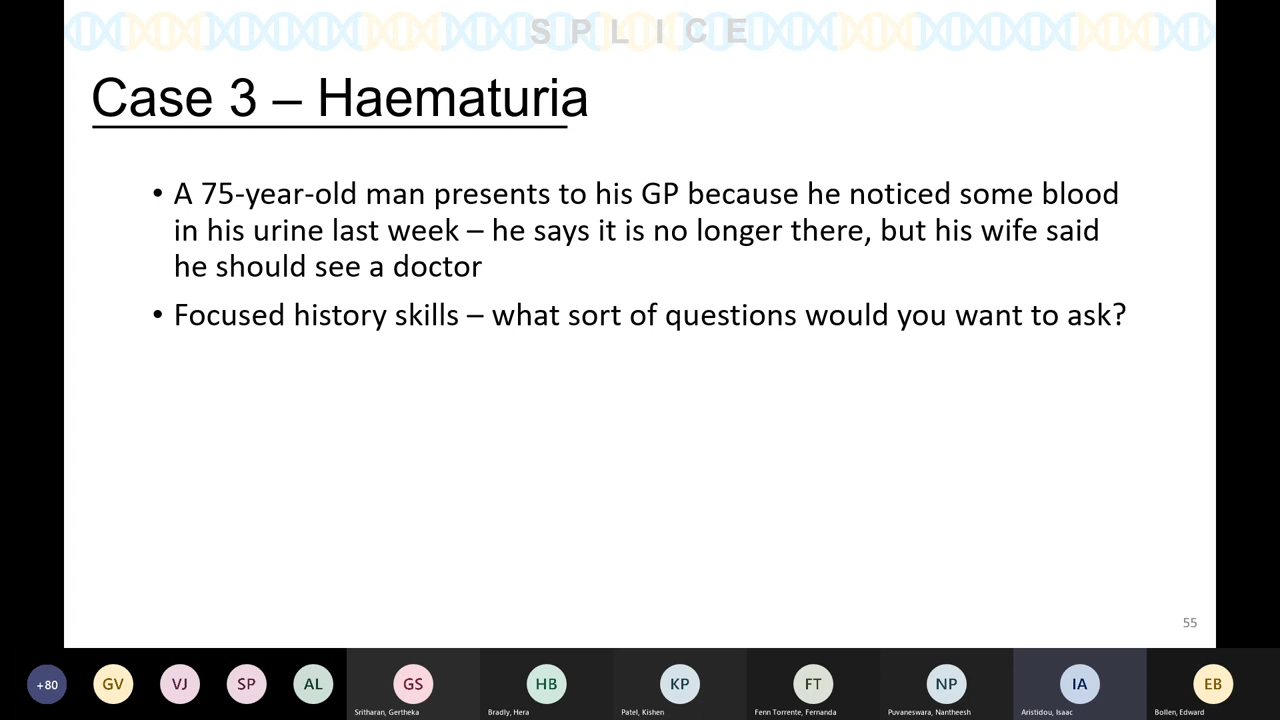 S P L I C E
Case 3 – Haematuria
• A 75-year-old man presents to his GP because he noticed some blood
in his urine last week – he says it is no longer there, but his wife said
he should see a doctor
• Focused history skills – what sort of questions would you want to ask?
55
+80 GV VJ SP AL GS HB KP FT NP IA EB
Sritharan, Gertheka Bradly, Hera Patel, Kishen Fenn Torrente, Fernanda Puvaneswara, Nantheesh Aristidou, Isaac Bollen, Edward